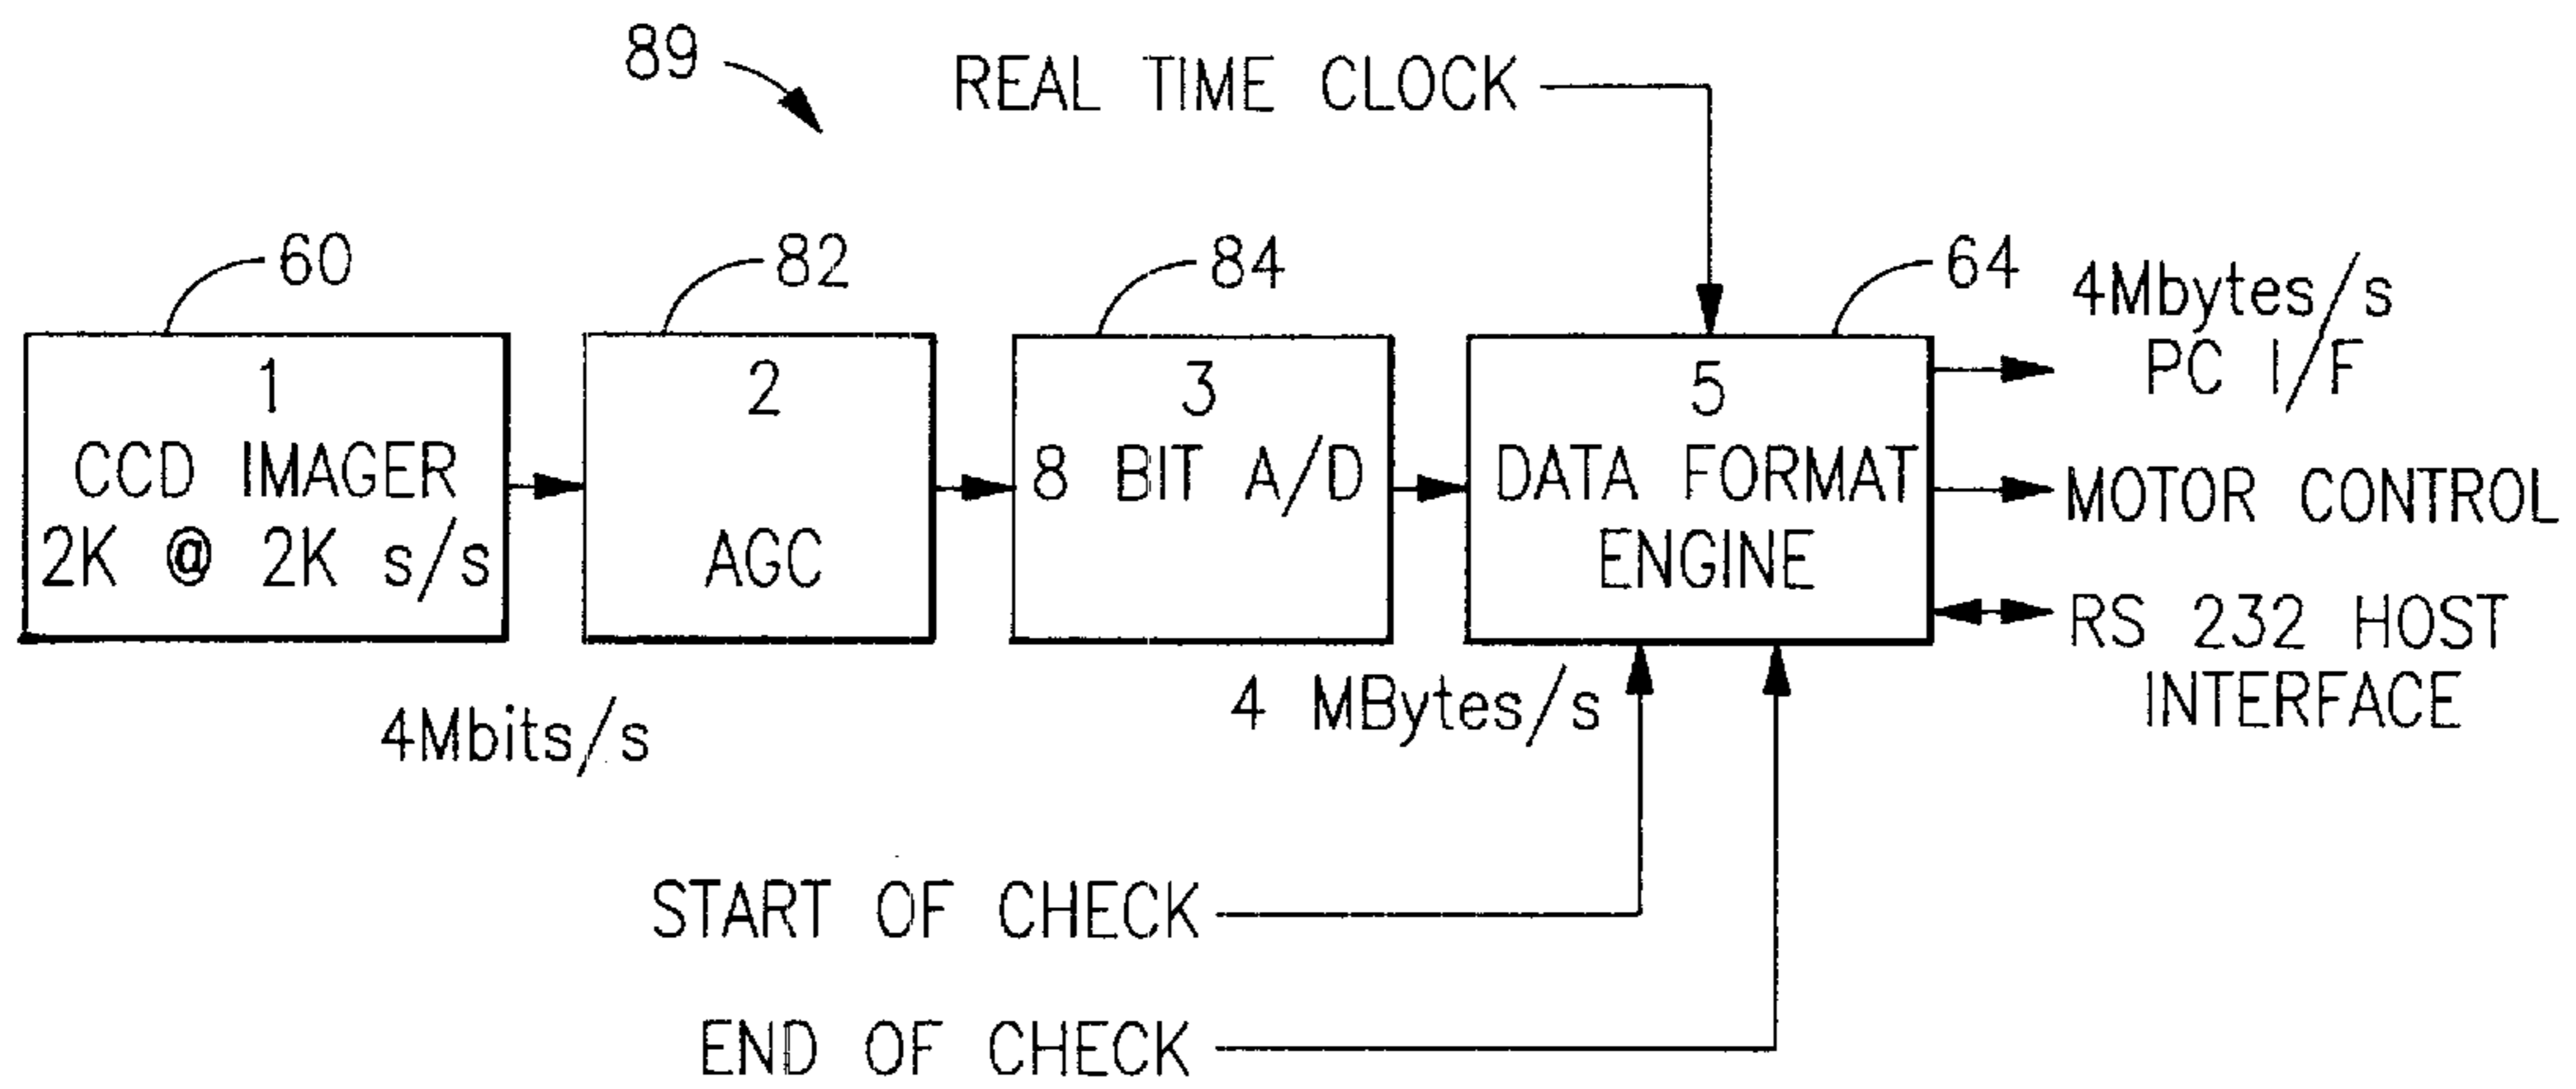 89
REAL TIME CLOCK
60
82
84
64
1
CCD IMAGER
2K @ 2K s/s
2
AGC
3
8 BIT A/D
5
DATA FORMAT
ENGINE
4Mbytes/s
PC I/F
MOTOR CONTROL
RS 232 HOST
INTERFACE
4Mbits/s
4 MBytes/s
START OF CHECK
END OF CHECK